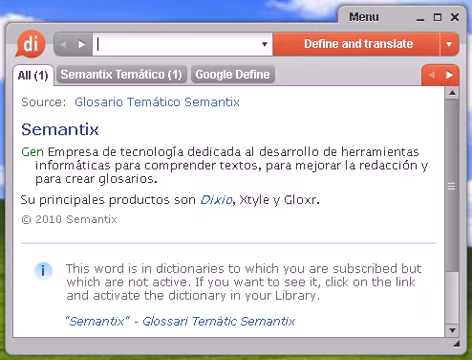 Menu
di
Define and translate
All (1)
Semantix Temático (1)
Google Define
Source: Glosario Temático Semantix
Semantix
Gen Empresa de tecnología dedicada al desarrollo de herramientas
informáticas para comprender textos, para mejorar la redacción y
para crear glosarios.
Su principales productos son Dixio, Xtyle y Gloxr.
© 2010 Semantix
This word is in dictionaries to which you are subscribed but
which are not active. If you want to see it, click on the link
and activate the dictionary in your Library.
"Semantix" - Glossari Temàtic Semantix